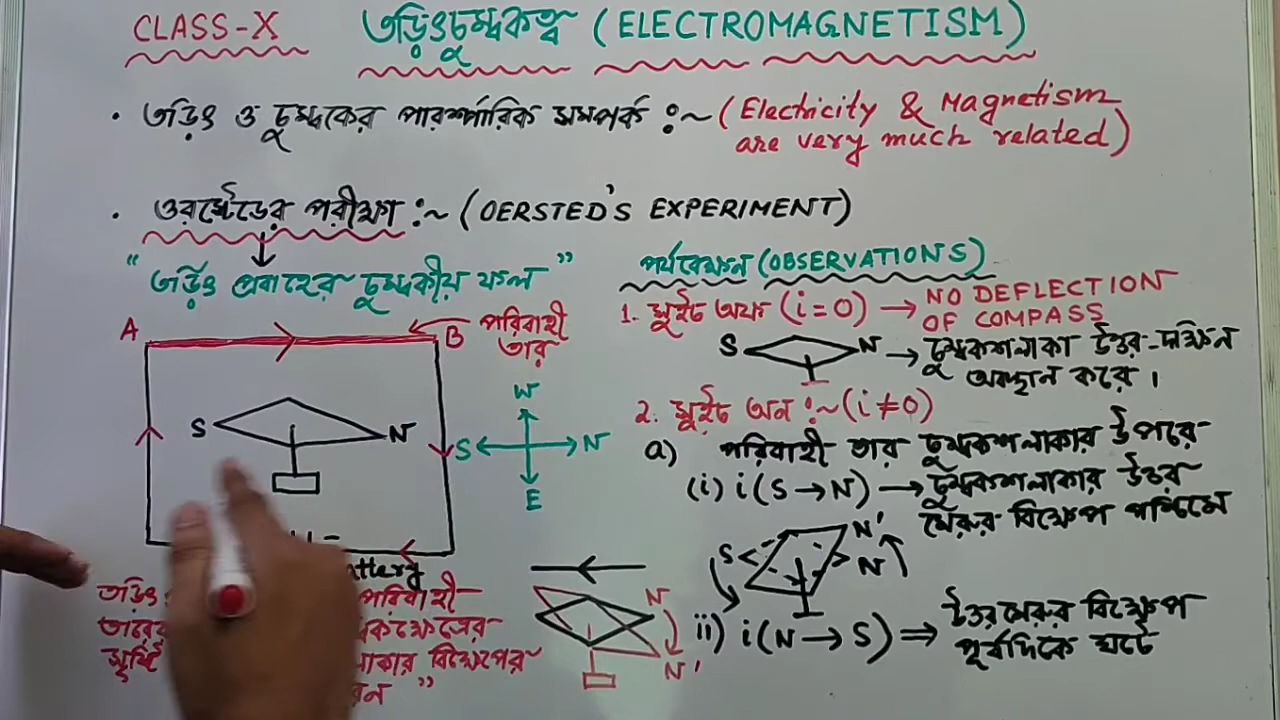 CLASS-X তড়িৎচুম্বকত্ব (ELECTROMAGNETISM)
• তড়িৎ ও চুম্বকের পারস্পারিক সম্পর্ক :~ (Electricity & Magnetism
are very much related)
• ওরস্টেডের পরীক্ষা :~ (OERSTED'S EXPERIMENT)
"তড়িৎ প্রবাহের চুম্বকীয় ফল"
A B পরিবাহী
তার
S N
W
S N
E
ttery
তড়িৎ পরিবাহী
তারের
সৃষ্টি বিক্ষেপের
পর্যবেক্ষন (OBSERVATIONS)
1. সুইচ অফ (i=0) → NO DEFLECTION
OF COMPASS
S N → চুম্বকশলাকা উত্তর-দক্ষিন
অবস্থান করে।
2. সুইচ অন :~ (i≠0)
a) পরিবাহী তার চুম্বকশলাকার উপরে
(i) i (S→N) → চুম্বকশলাকার উত্তর
মেরুর বিক্ষেপ পশ্চিমে
S N'
N
N
N'
ii) i (N→S) ⇒ উত্তরমেরুর বিক্ষেপ
পূর্বদিকে ঘটে